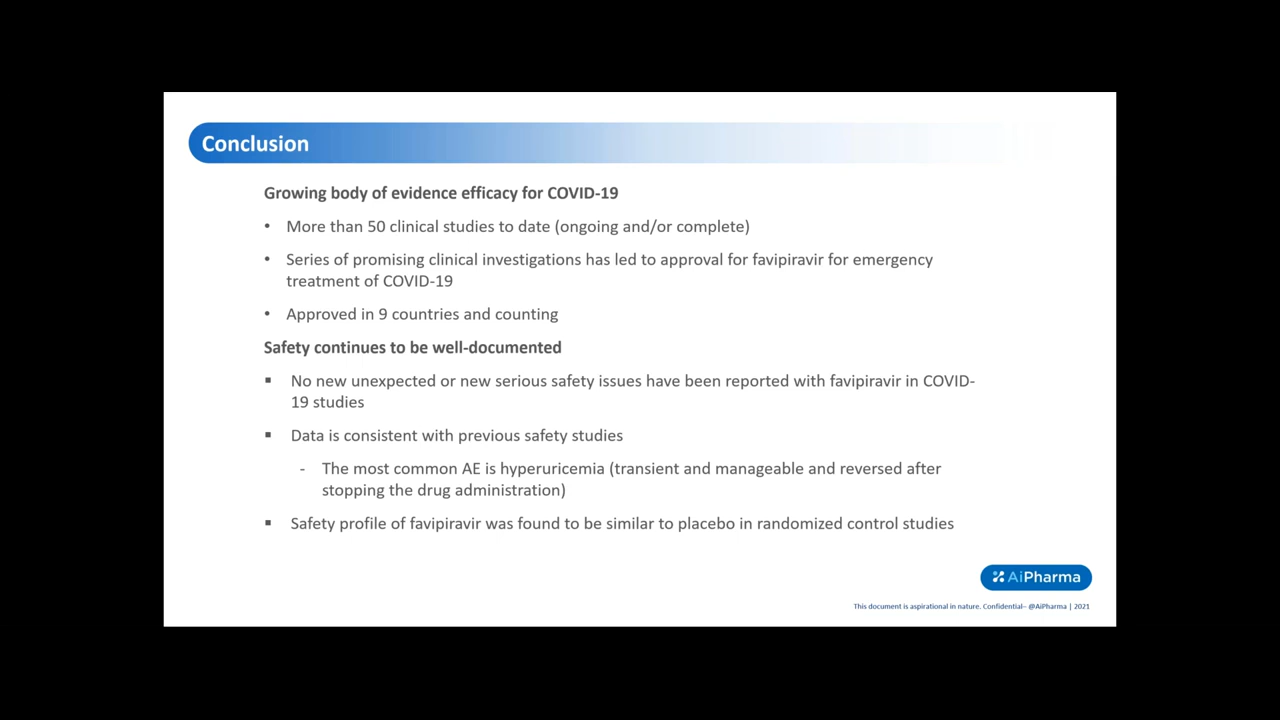 Conclusion
Growing body of evidence efficacy for COVID-19
• More than 50 clinical studies to date (ongoing and/or complete)
• Series of promising clinical investigations has led to approval for favipiravir for emergency
treatment of COVID-19
• Approved in 9 countries and counting
Safety continues to be well-documented
▪ No new unexpected or new serious safety issues have been reported with favipiravir in COVID-
19 studies
▪ Data is consistent with previous safety studies
- The most common AE is hyperuricemia (transient and manageable and reversed after
stopping the drug administration)
▪ Safety profile of favipiravir was found to be similar to placebo in randomized control studies
AiPharma
This document is aspirational in nature. Confidential– @AiPharma | 2021